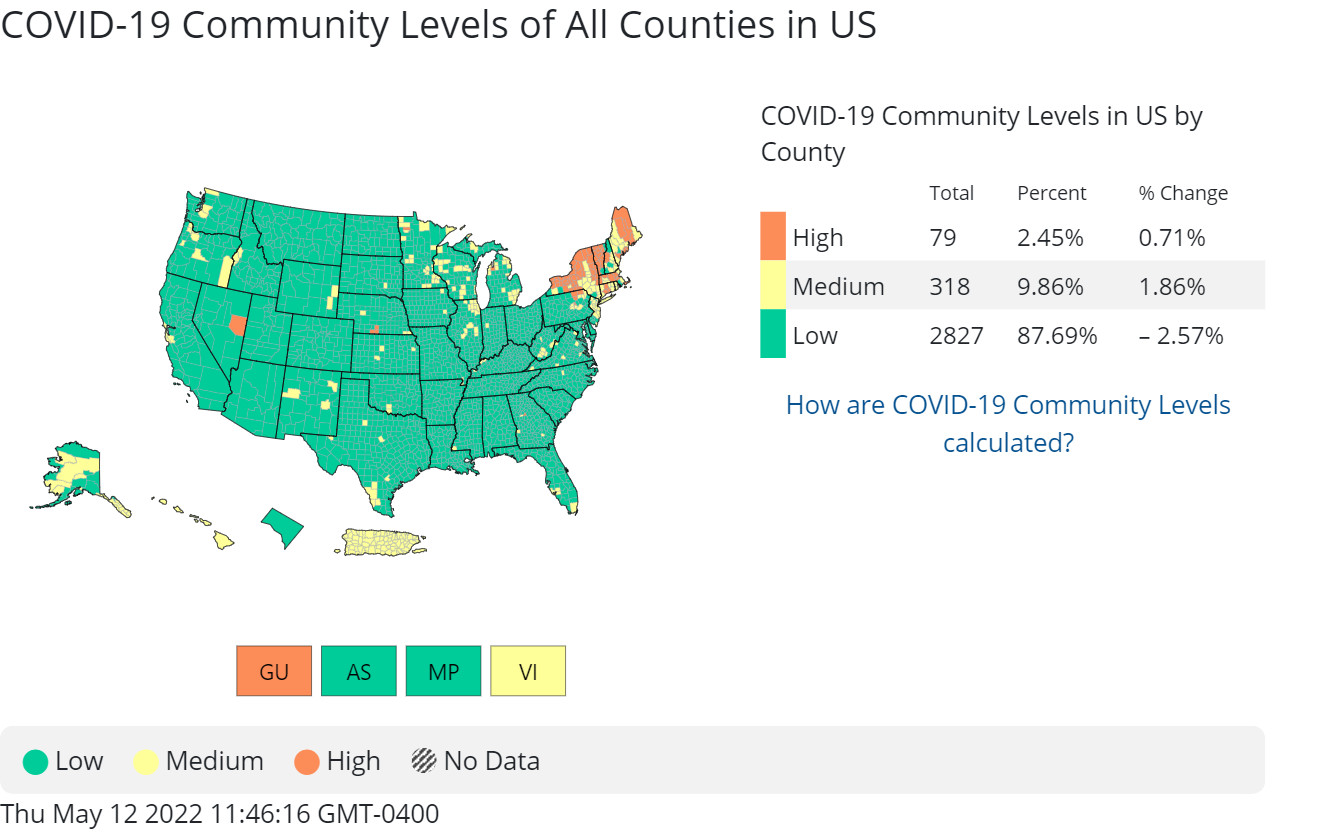 COVID-19 Community Levels of All Counties in US
COVID-19 Community Levels in US by
County
Total Percent % Change
High 79 2.45% 0.71%
Medium 318 9.86% 1.86%
Low 2827 87.69% – 2.57%
How are COVID-19 Community Levels
calculated?
GU AS MP VI
Low Medium High No Data
Thu May 12 2022 11:46:16 GMT-0400